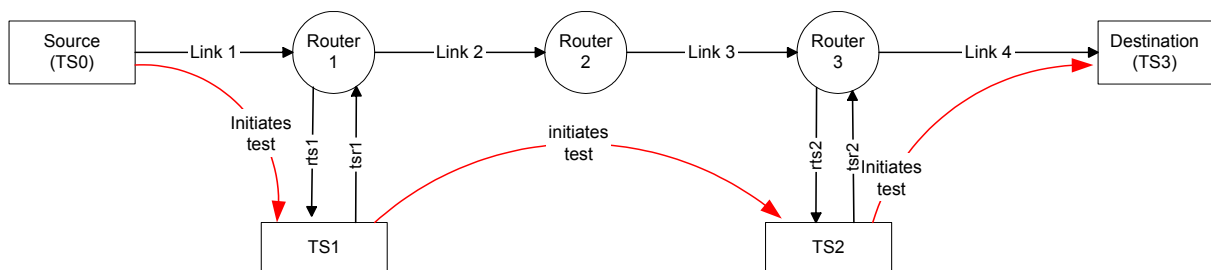 Source
(TS0)
Link 1
Router
1
Link 2
Router
2
Link 3
Router
3
Link 4
Destination
(TS3)
Initiates
test
rts1
tsr1
initiates
test
rts2
tsr2
Initiates
test
TS1
TS2